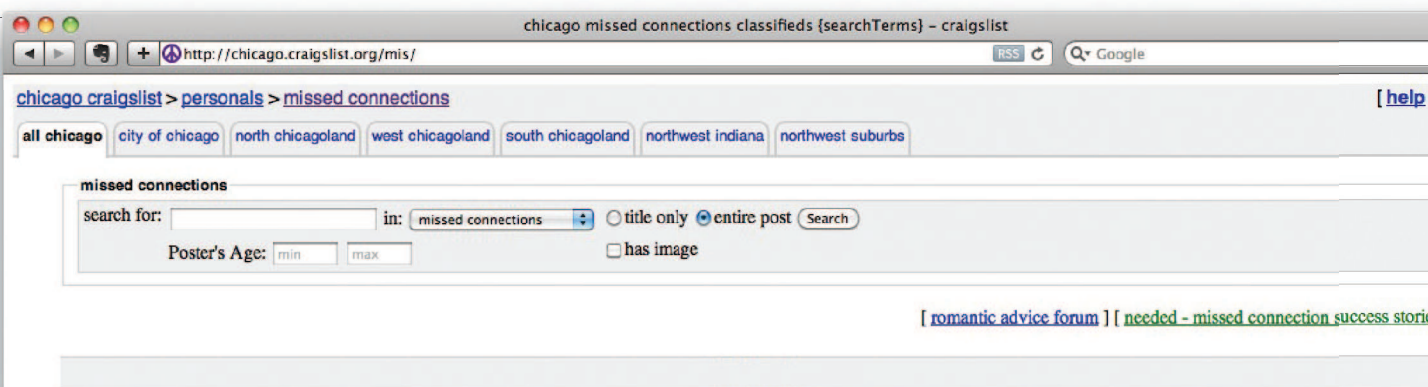 chicago missed connections classifieds {searchTerms} – craigslist
http://chicago.craigslist.org/mis/ RSS Google
chicago craigslist > personals > missed connections [ help
all chicago city of chicago north chicagoland west chicagoland south chicagoland northwest indiana northwest suburbs
missed connections
search for: in: missed connections title only entire post Search
Poster's Age: min max has image
[ romantic advice forum ] [ needed - missed connection success storie